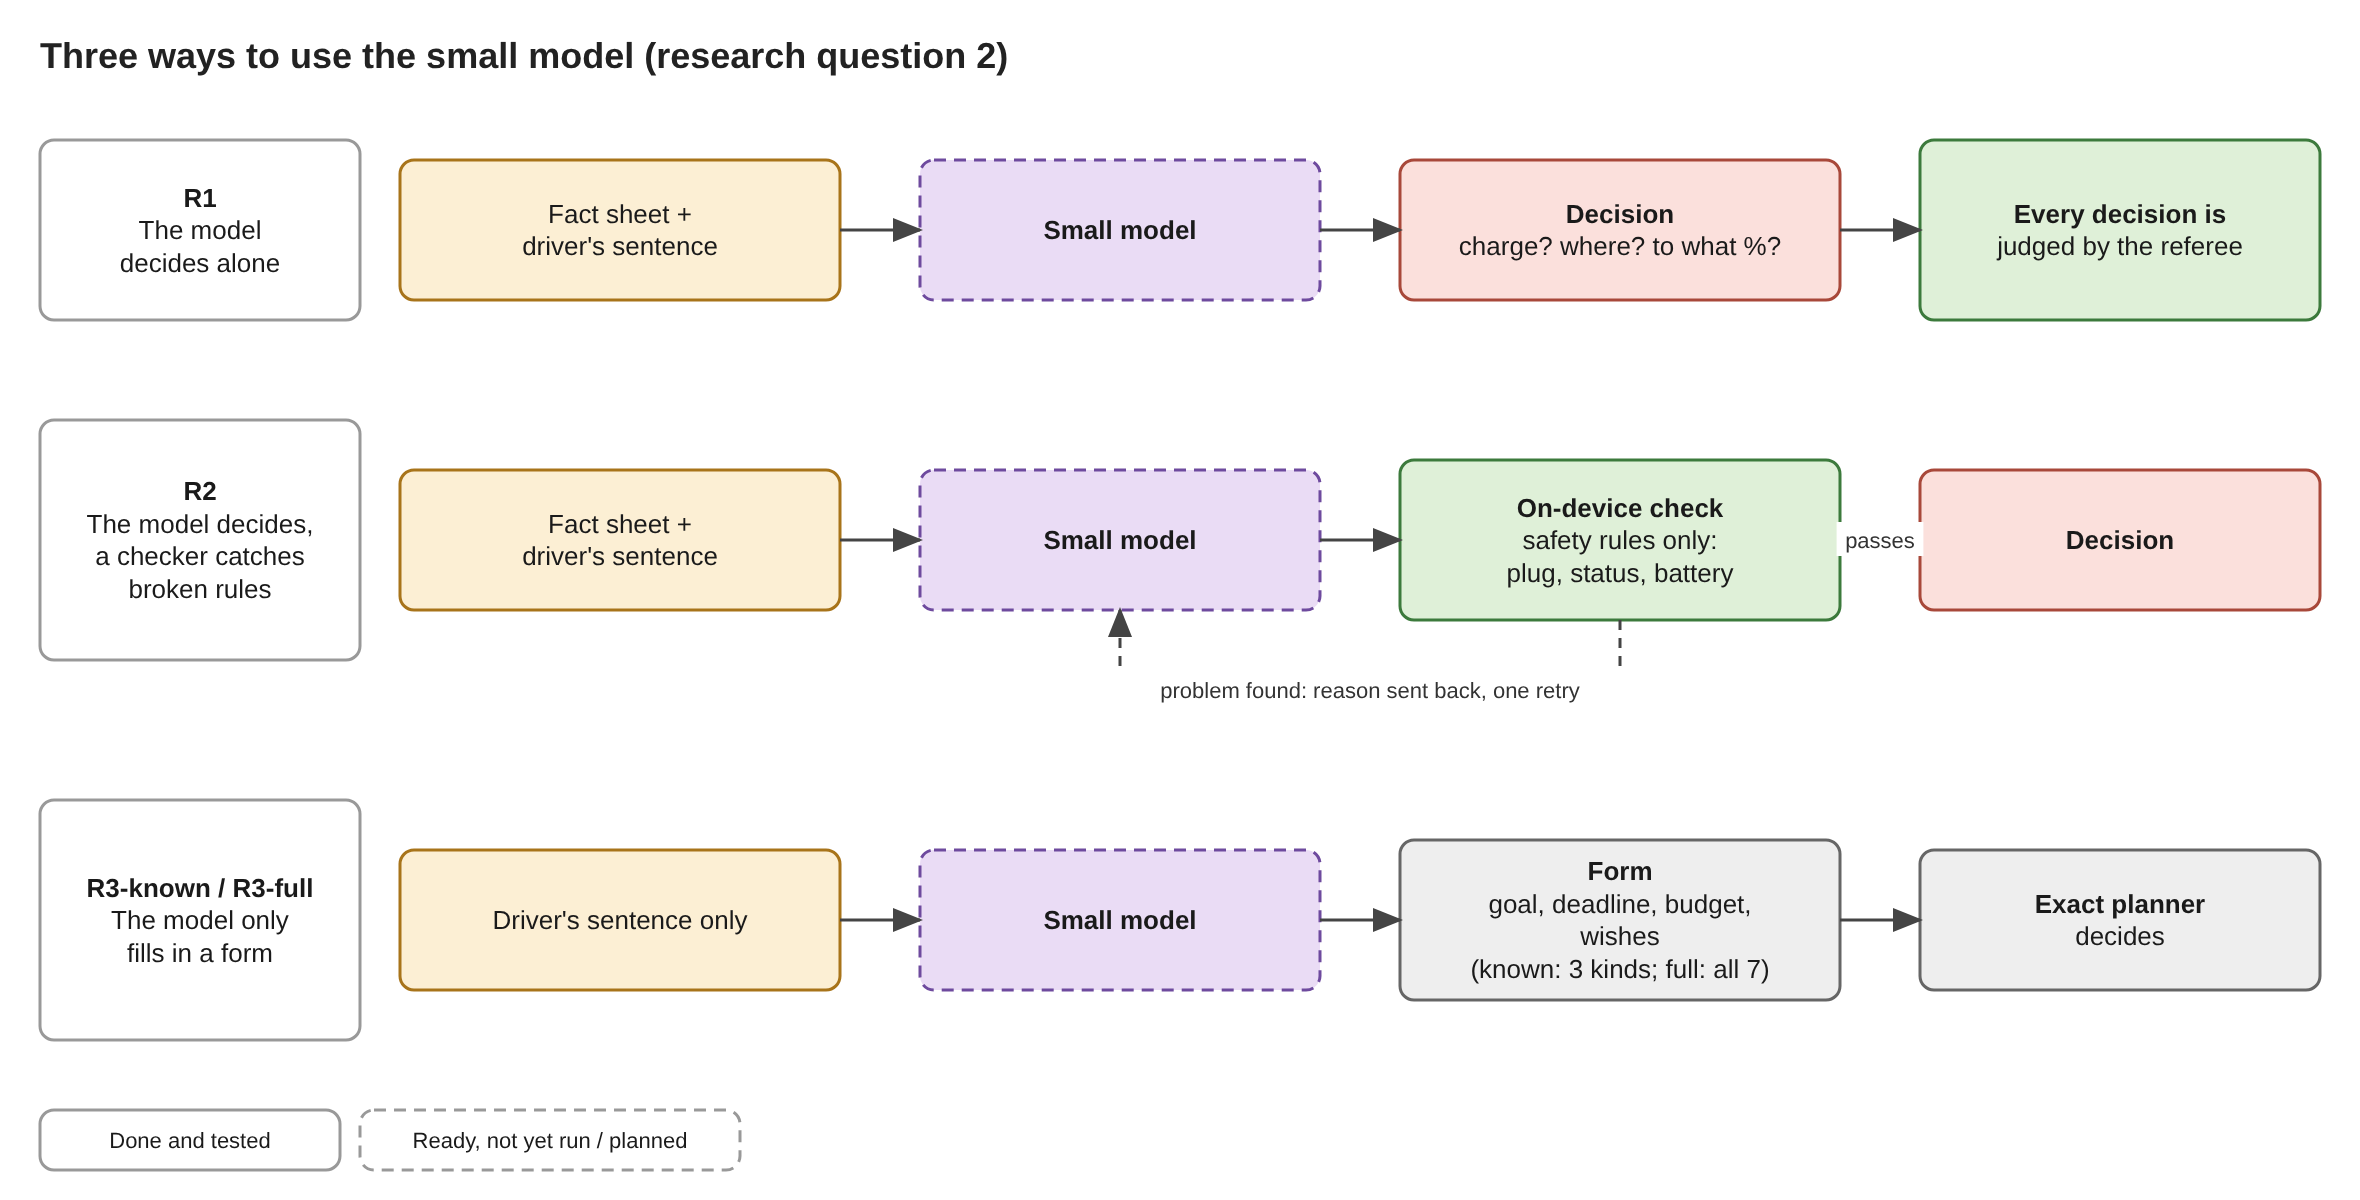 Three ways to use the small model (research question 2)
R1
The model
decides alone
Fact sheet +
driver's sentence
Small model
Decision
charge? where? to what %?
Every decision is
judged by the referee
R2
The model decides,
a checker catches
broken rules
Fact sheet +
driver's sentence
Small model
On-device check
safety rules only:
plug, status, battery
passes
Decision
problem found: reason sent back, one retry
R3-known / R3-full
The model only
fills in a form
Driver's sentence only
Small model
Form
goal, deadline, budget,
wishes
(known: 3 kinds; full: all 7)
Exact planner
decides
Done and tested
Ready, not yet run / planned